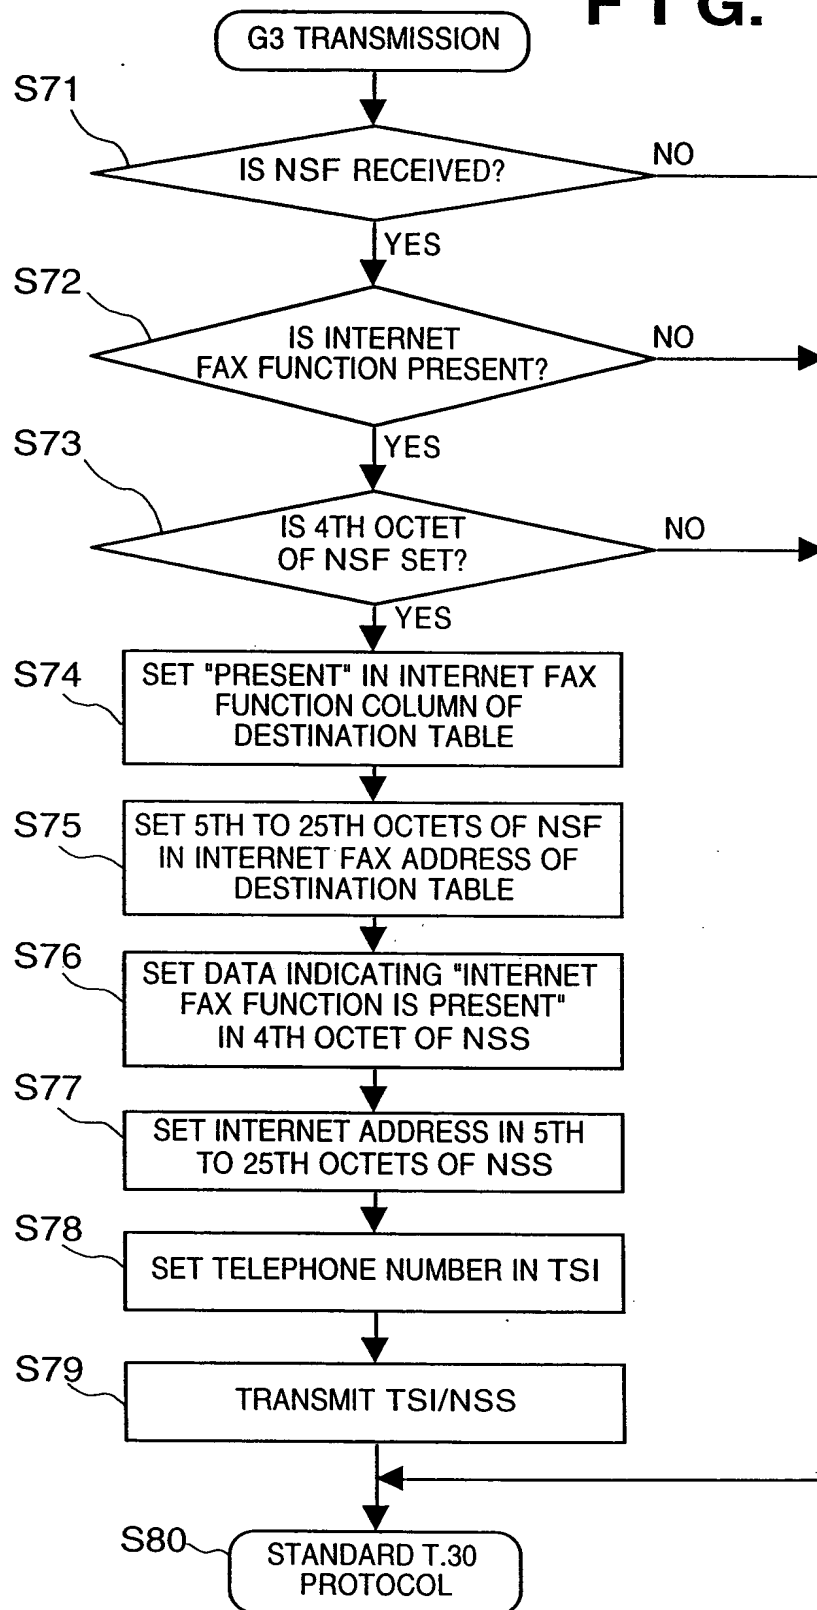 FIG.
G3 TRANSMISSION
S71
IS NSF RECEIVED?
NO
YES
S72
IS INTERNET
FAX FUNCTION PRESENT?
NO
YES
S73
IS 4TH OCTET
OF NSF SET?
NO
YES
S74
SET "PRESENT" IN INTERNET FAX
FUNCTION COLUMN OF
DESTINATION TABLE
S75
SET 5TH TO 25TH OCTETS OF NSF
IN INTERNET FAX ADDRESS OF
DESTINATION TABLE
S76
SET DATA INDICATING "INTERNET
FAX FUNCTION IS PRESENT"
IN 4TH OCTET OF NSS
S77
SET INTERNET ADDRESS IN 5TH
TO 25TH OCTETS OF NSS
S78
SET TELEPHONE NUMBER IN TSI
S79
TRANSMIT TSI/NSS
S80
STANDARD T.30
PROTOCOL